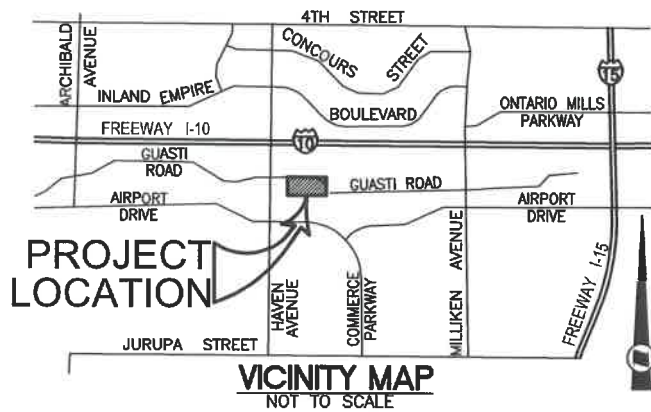 4TH STREET
ARCHIBALD
AVENUE
CONCOURS
STREET
15
INLAND EMPIRE
BOULEVARD
ONTARIO MILLS
PARKWAY
FREEWAY I-10
10
GUASTI
ROAD
GUASTI ROAD
AIRPORT
DRIVE
AIRPORT
DRIVE
PROJECT
LOCATION
HAVEN
AVENUE
COMMERCE
PARKWAY
MILLIKEN AVENUE
FREEWAY I-15
JURUPA STREET
VICINITY MAP
NOT TO SCALE